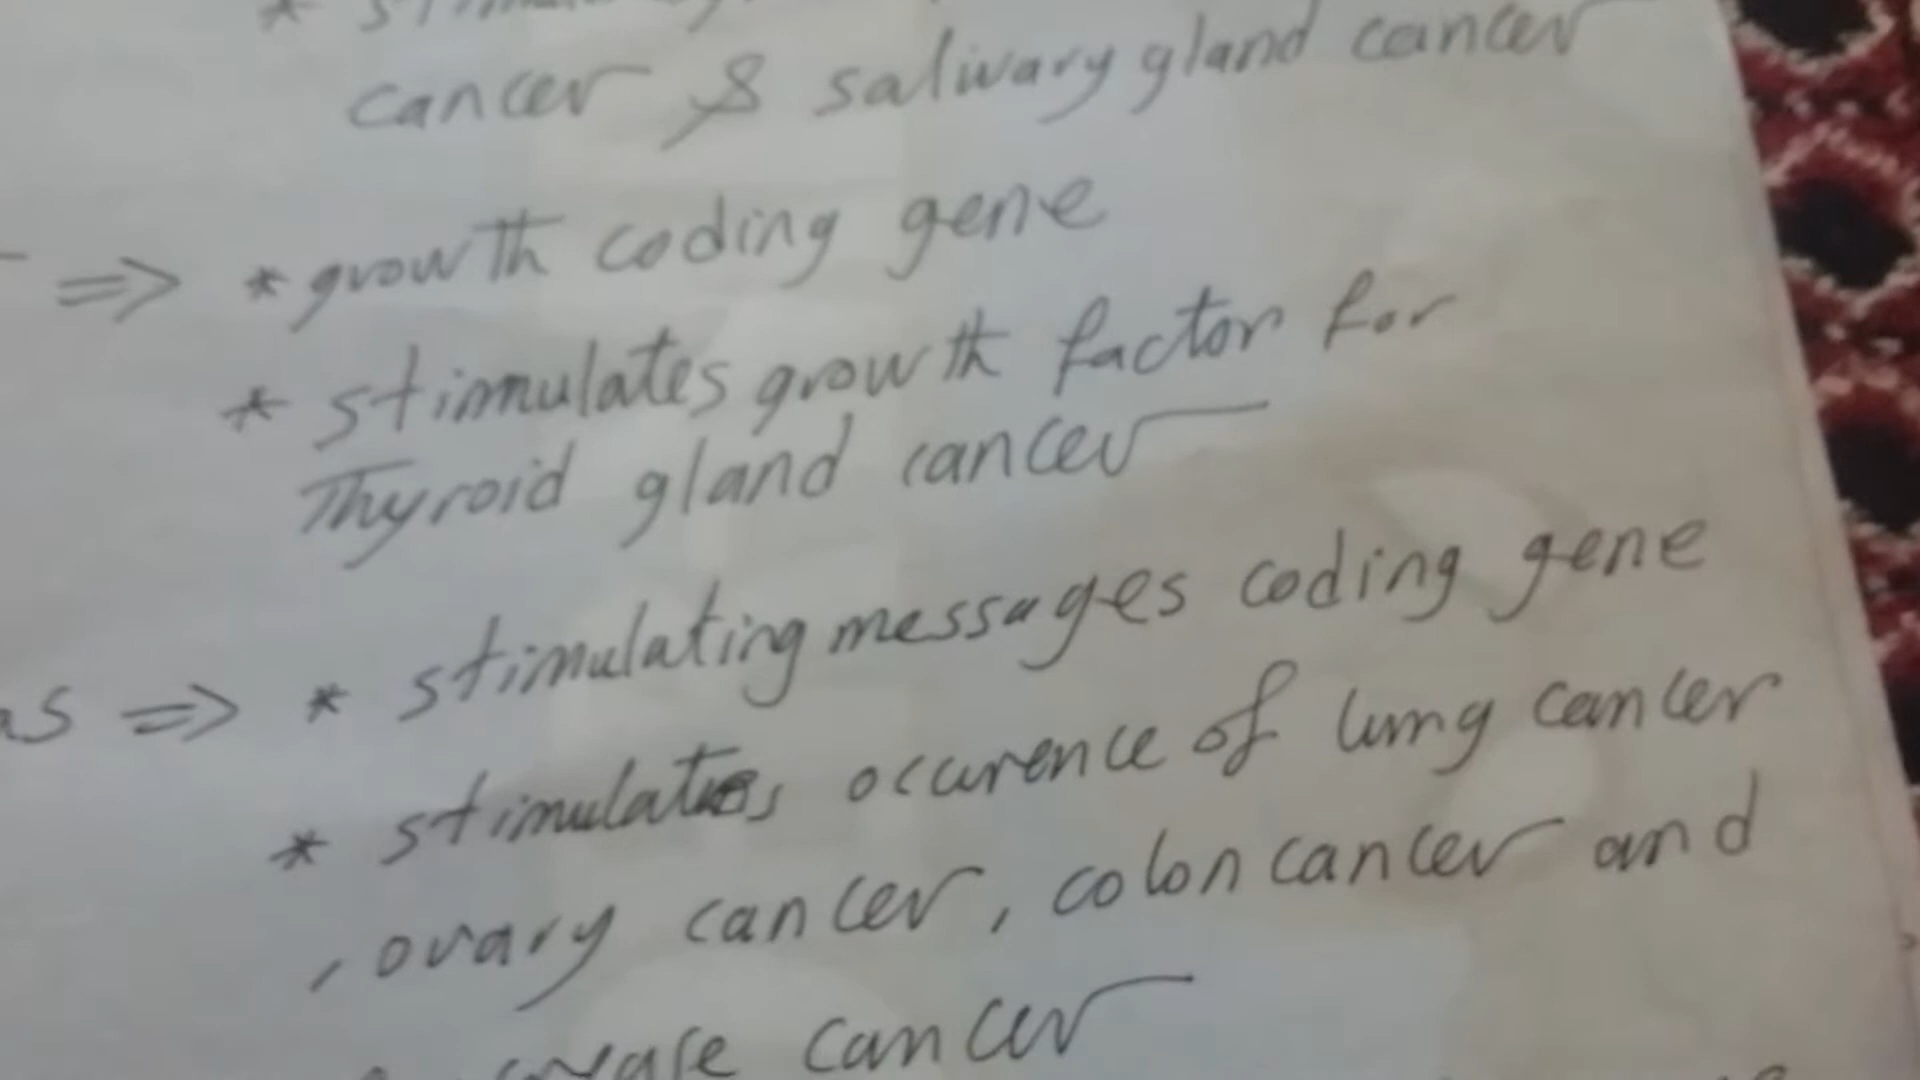 cancer & salivary gland cancer
=> * growth coding gene
* stimulates growth factor for
Thyroid gland cancer
=> * stimulating messages coding gene
* stimulates occurence of lung cancer
, ovary cancer, colon cancer and
cancer